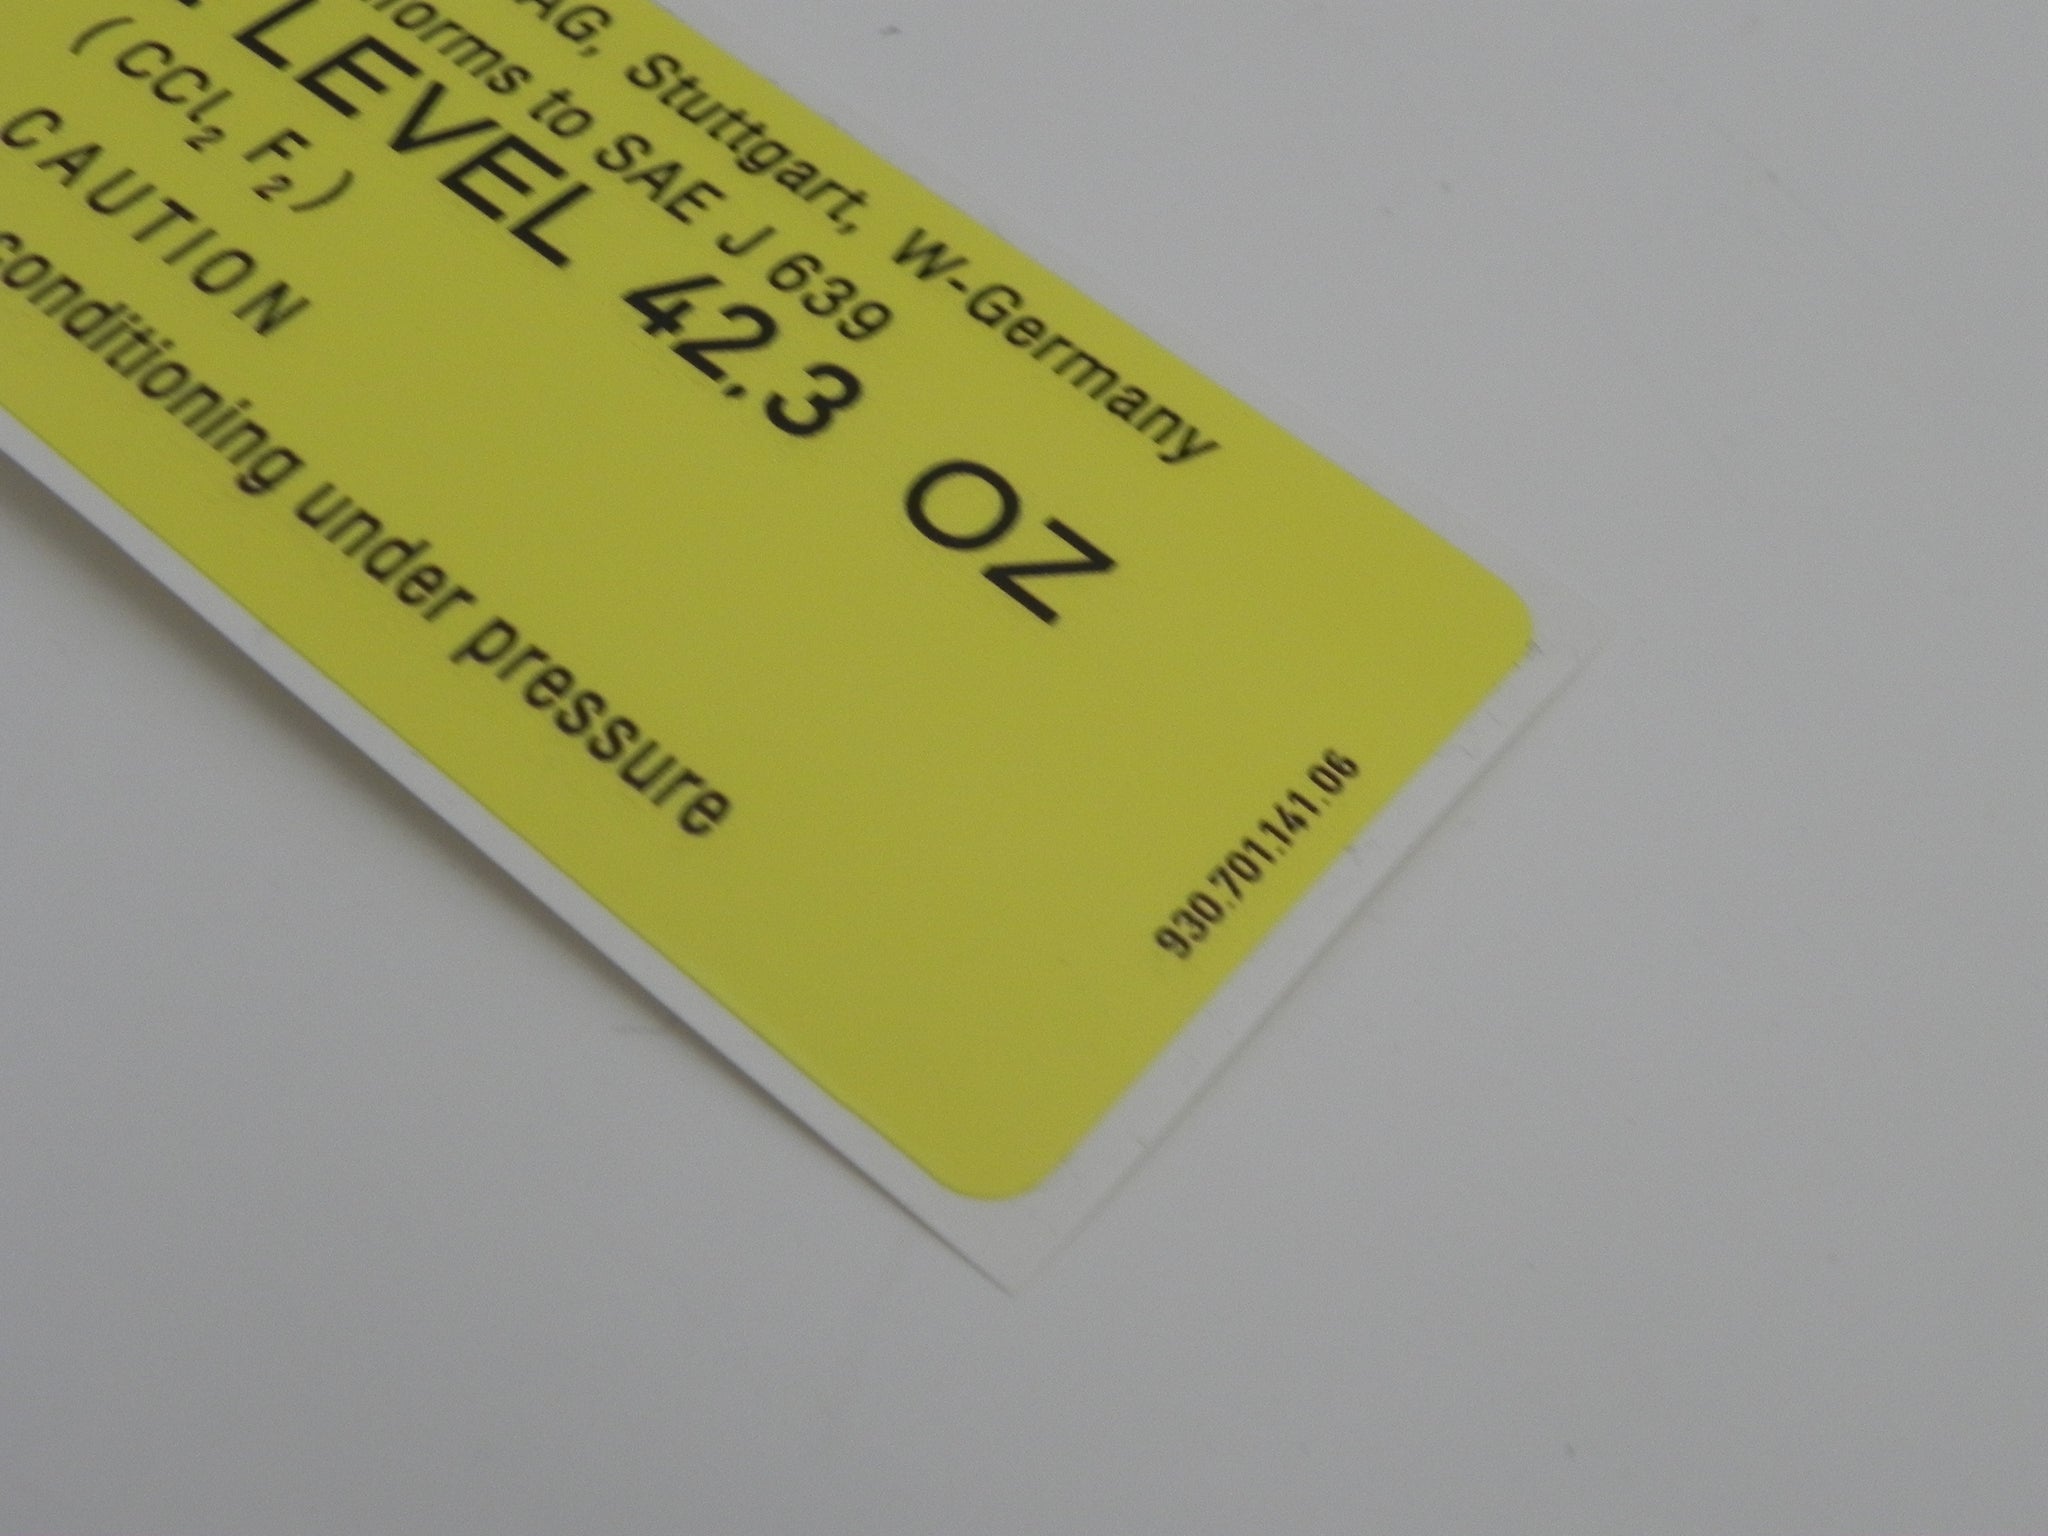 AG, Stuttgart, W-Germany
to SAE J 639
LEVEL 42,3 OZ
(CCl₂ F₂)
CAUTION
conditioning under pressure
930.701.141.06